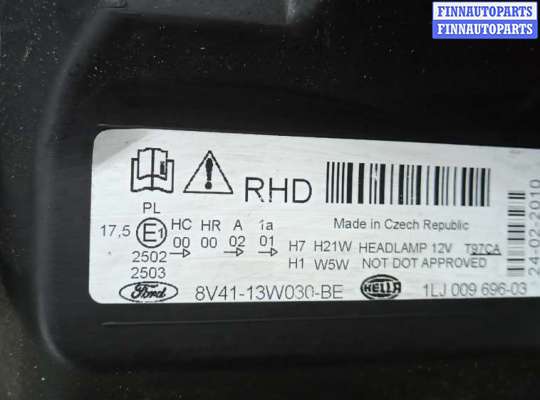 FINNAUTOPARTS
FINNAUTOPARTS
RHD
PL
17,5 E1 HC HR A 1a
00 00 02 01
2502
2503
Made in Czech Republic
H7 H21W HEADLAMP 12V T97CA
H1 W5W NOT DOT APPROVED
24-02-2010
Ford 8V41-13W030-BE HELLA 1LJ 009 696-03